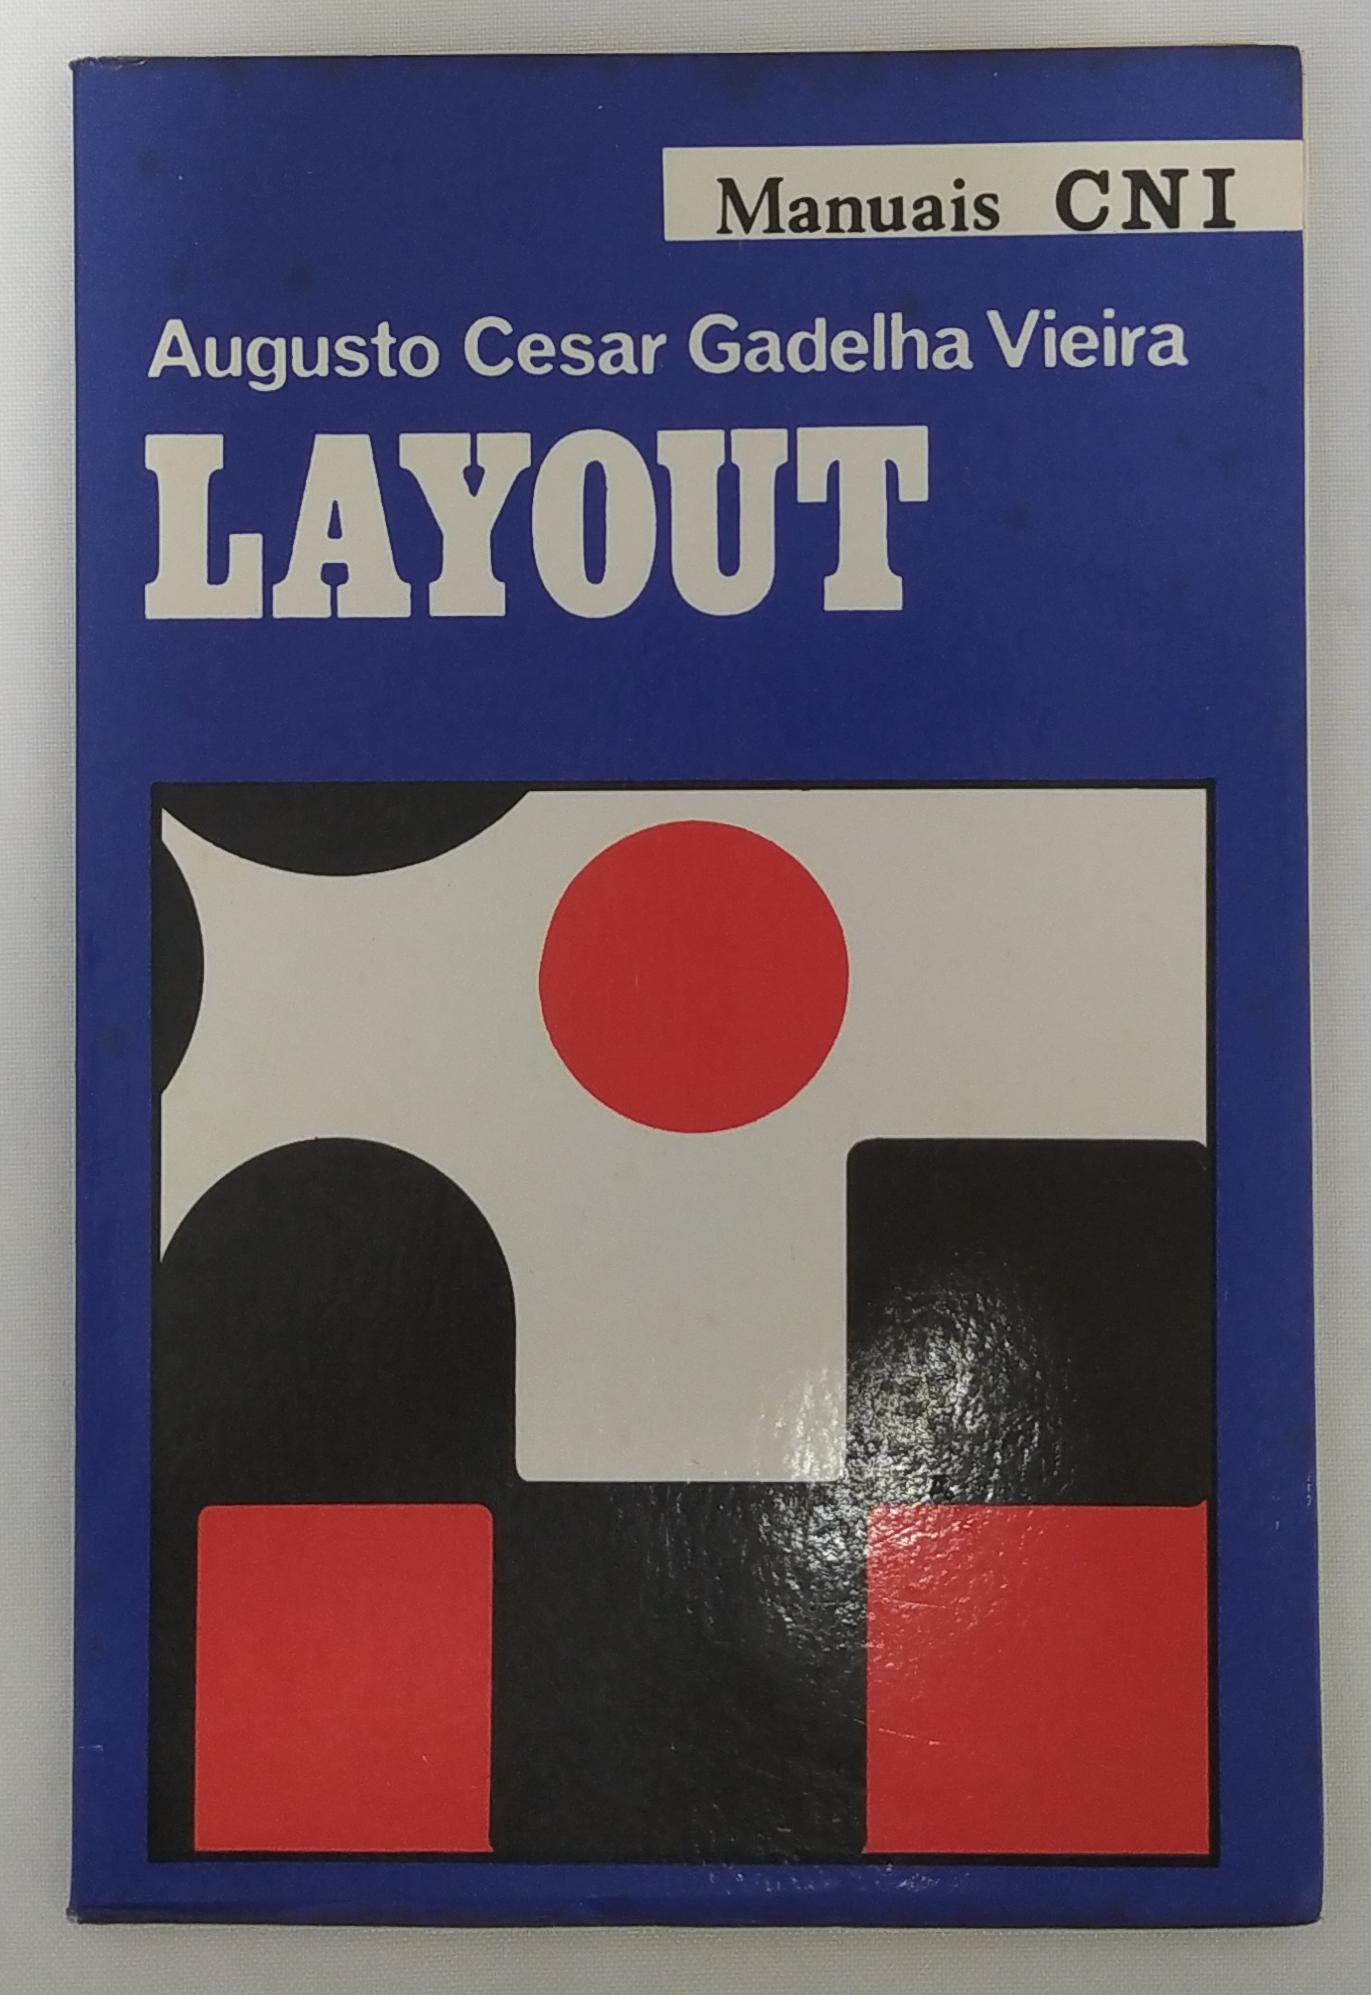 Manuais CNI
Augusto Cesar Gadelha Vieira
LAYOUT